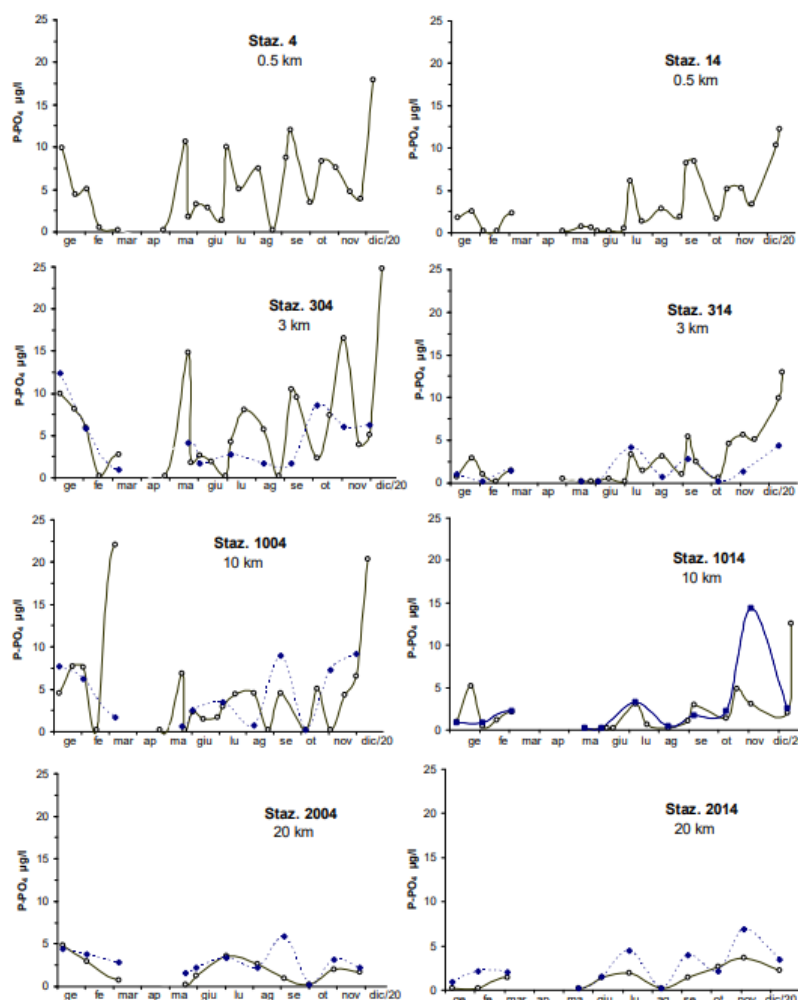 Staz. 4
0.5 km
P-PO₄ µg/l
25
20
15
10
5
0
ge fe mar ap ma giu lu ag se ot nov dic/20
Staz. 14
0.5 km
P-PO₄ µg/l
25
20
15
10
5
0
ge fe mar ap ma giu lu ag se ot nov dic/20
Staz. 304
3 km
P-PO₄ µg/l
25
20
15
10
5
0
ge fe mar ap ma giu lu ag se ot nov dic/20
Staz. 314
3 km
P-PO₄ µg/l
25
20
15
10
5
0
ge fe mar ap ma giu lu ag se ot nov dic/20
Staz. 1004
10 km
P-PO₄ µg/l
25
20
15
10
5
0
ge fe mar ap ma giu lu ag se ot nov dic/20
Staz. 1014
10 km
P-PO₄ µg/l
25
20
15
10
5
0
ge fe mar ap ma giu lu ag se ot nov dic/20
Staz. 2004
20 km
P-PO₄ µg/l
25
20
15
10
5
0
ge fe mar ap ma giu lu ag se ot nov dic/20
Staz. 2014
20 km
P-PO₄ µg/l
25
20
15
10
5
0
ge fe mar ap ma giu lu ag se ot nov dic/20